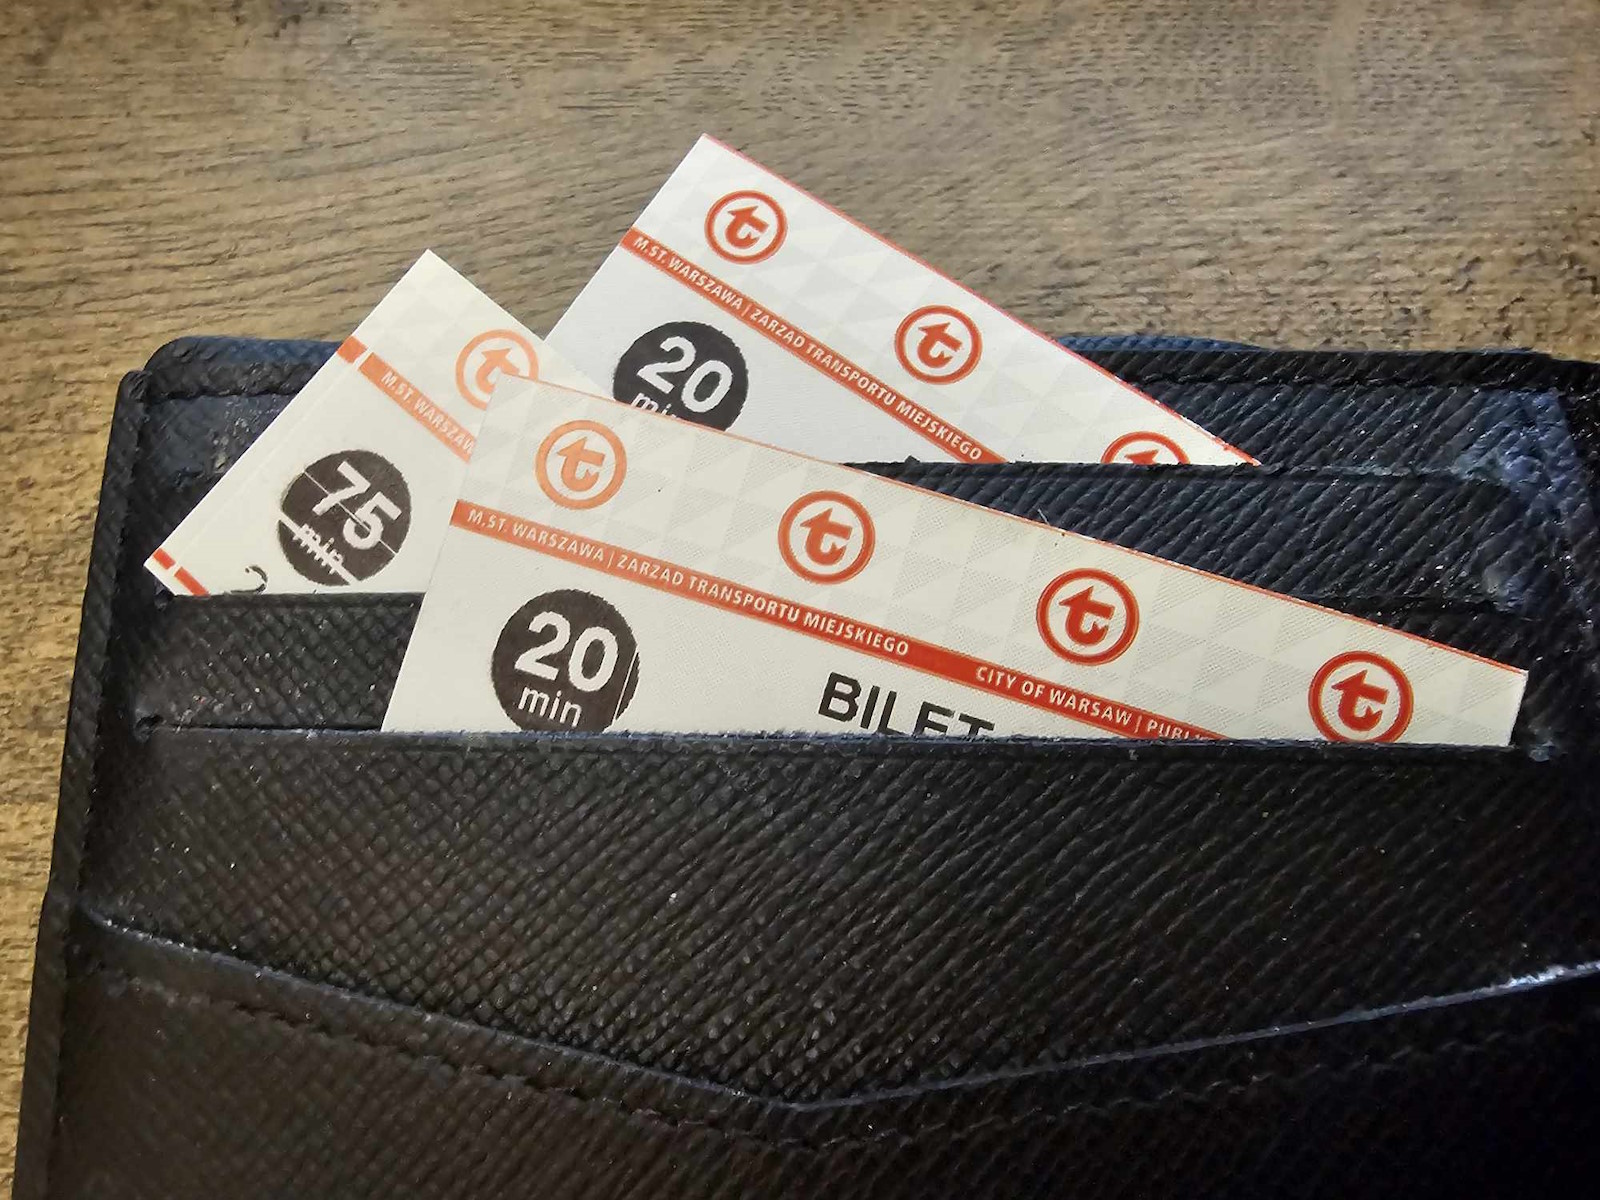 M.ST. WARSZAWA | ZARZĄD TRANSPORTU MIEJSKIEGO
20
min
M.ST. WARSZAWA
75
min
M.ST. WARSZAWA | ZARZĄD TRANSPORTU MIEJSKIEGO CITY OF WARSAW |
20
min
BILET